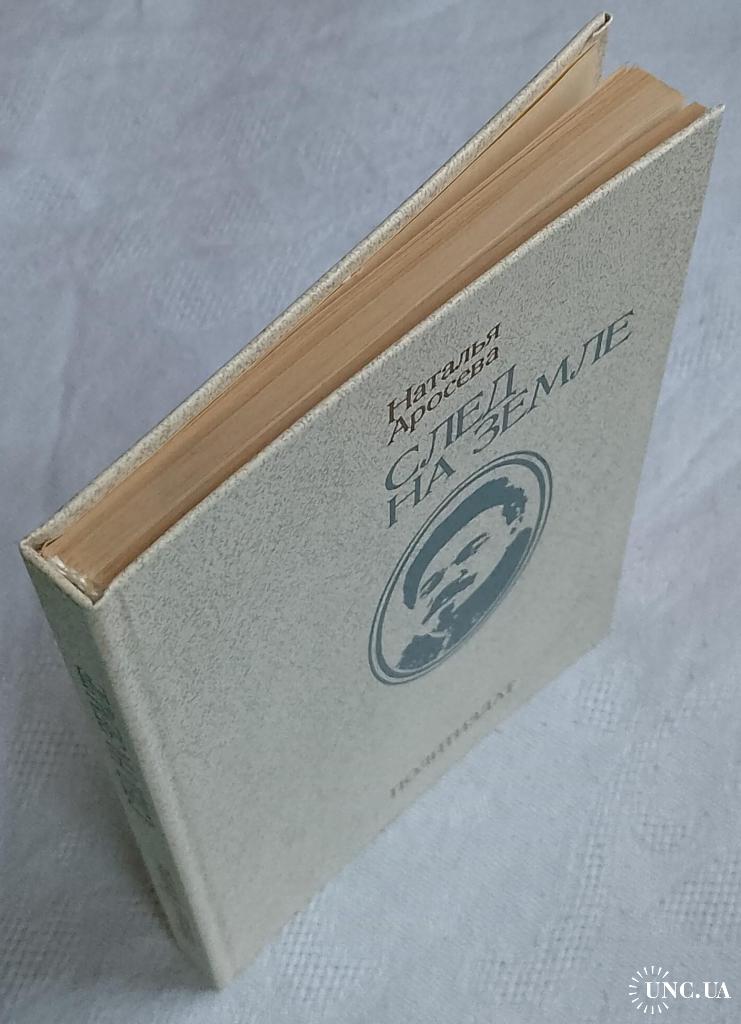 Наталья
Аросева
СЛЕД
НА ЗЕМЛЕ
ПОЛИТИЗДАТ
UNC.UA